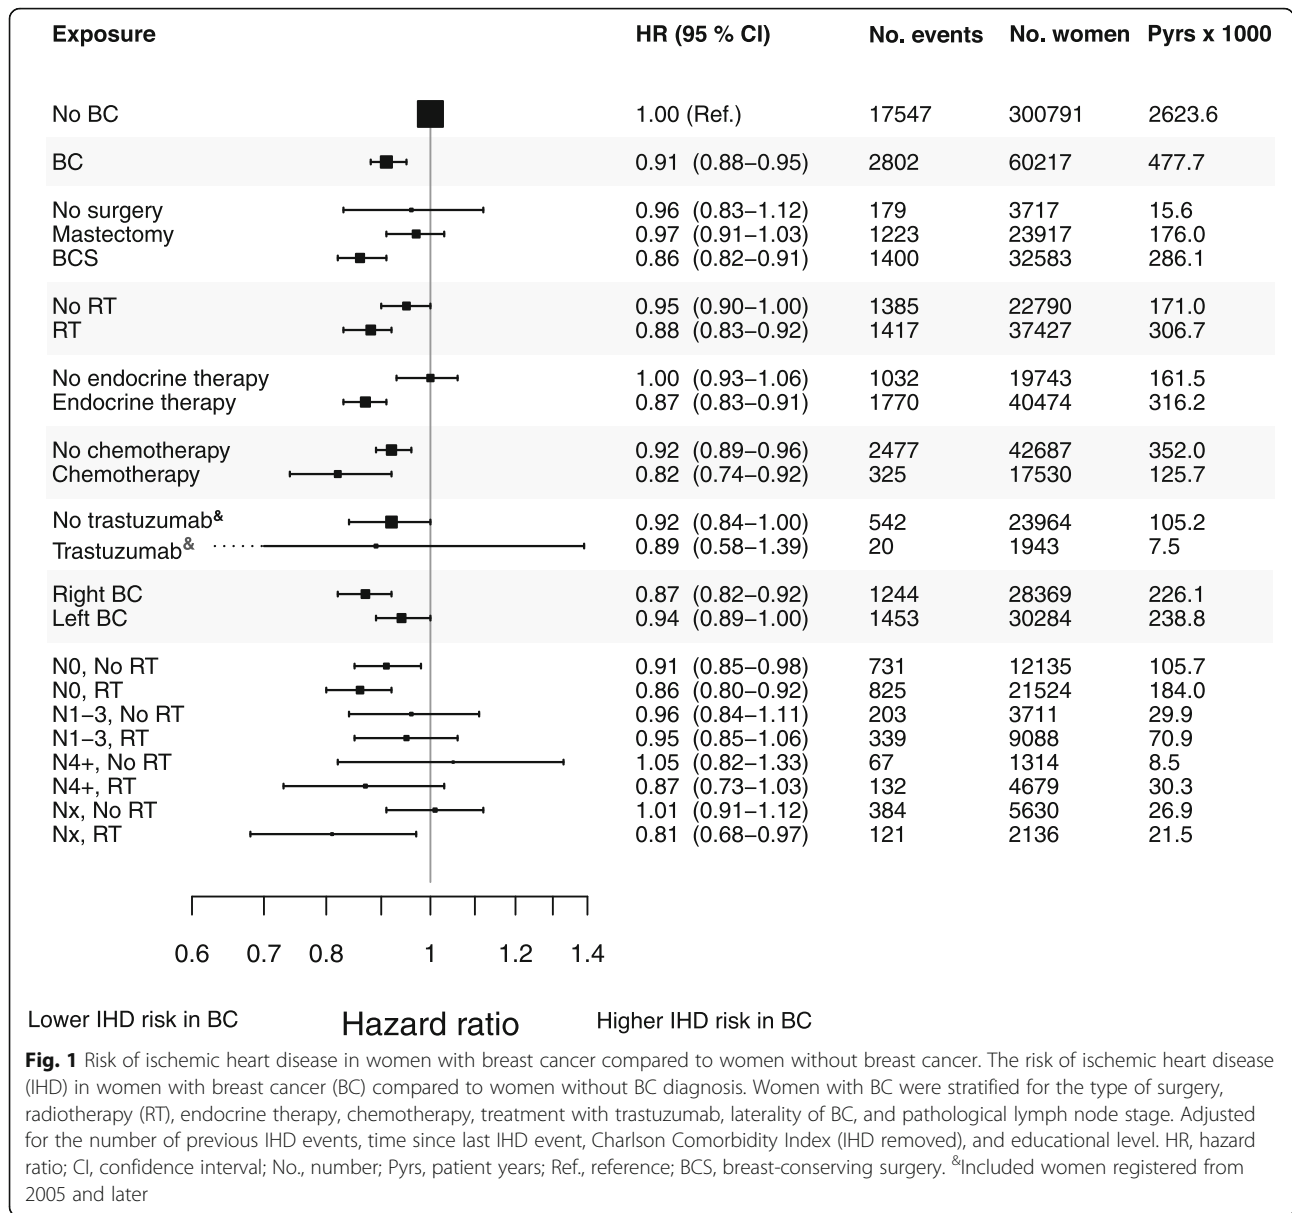 Exposure HR (95 % CI) No. events No. women Pyrs x 1000
No BC 1.00 (Ref.) 17547 300791 2623.6
BC 0.91 (0.88–0.95) 2802 60217 477.7
No surgery 0.96 (0.83–1.12) 179 3717 15.6
Mastectomy 0.97 (0.91–1.03) 1223 23917 176.0
BCS 0.86 (0.82–0.91) 1400 32583 286.1
No RT 0.95 (0.90–1.00) 1385 22790 171.0
RT 0.88 (0.83–0.92) 1417 37427 306.7
No endocrine therapy 1.00 (0.93–1.06) 1032 19743 161.5
Endocrine therapy 0.87 (0.83–0.91) 1770 40474 316.2
No chemotherapy 0.92 (0.89–0.96) 2477 42687 352.0
Chemotherapy 0.82 (0.74–0.92) 325 17530 125.7
No trastuzumab& 0.92 (0.84–1.00) 542 23964 105.2
Trastuzumab& 0.89 (0.58–1.39) 20 1943 7.5
Right BC 0.87 (0.82–0.92) 1244 28369 226.1
Left BC 0.94 (0.89–1.00) 1453 30284 238.8
N0, No RT 0.91 (0.85–0.98) 731 12135 105.7
N0, RT 0.86 (0.80–0.92) 825 21524 184.0
N1–3, No RT 0.96 (0.84–1.11) 203 3711 29.9
N1–3, RT 0.95 (0.85–1.06) 339 9088 70.9
N4+, No RT 1.05 (0.82–1.33) 67 1314 8.5
N4+, RT 0.87 (0.73–1.03) 132 4679 30.3
Nx, No RT 1.01 (0.91–1.12) 384 5630 26.9
Nx, RT 0.81 (0.68–0.97) 121 2136 21.5
0.6 0.7 0.8 1 1.2 1.4
Lower IHD risk in BC Hazard ratio Higher IHD risk in BC
Fig. 1 Risk of ischemic heart disease in women with breast cancer compared to women without breast cancer. The risk of ischemic heart disease
(IHD) in women with breast cancer (BC) compared to women without BC diagnosis. Women with BC were stratified for the type of surgery,
radiotherapy (RT), endocrine therapy, chemotherapy, treatment with trastuzumab, laterality of BC, and pathological lymph node stage. Adjusted
for the number of previous IHD events, time since last IHD event, Charlson Comorbidity Index (IHD removed), and educational level. HR, hazard
ratio; CI, confidence interval; No., number; Pyrs, patient years; Ref., reference; BCS, breast-conserving surgery. &Included women registered from
2005 and later